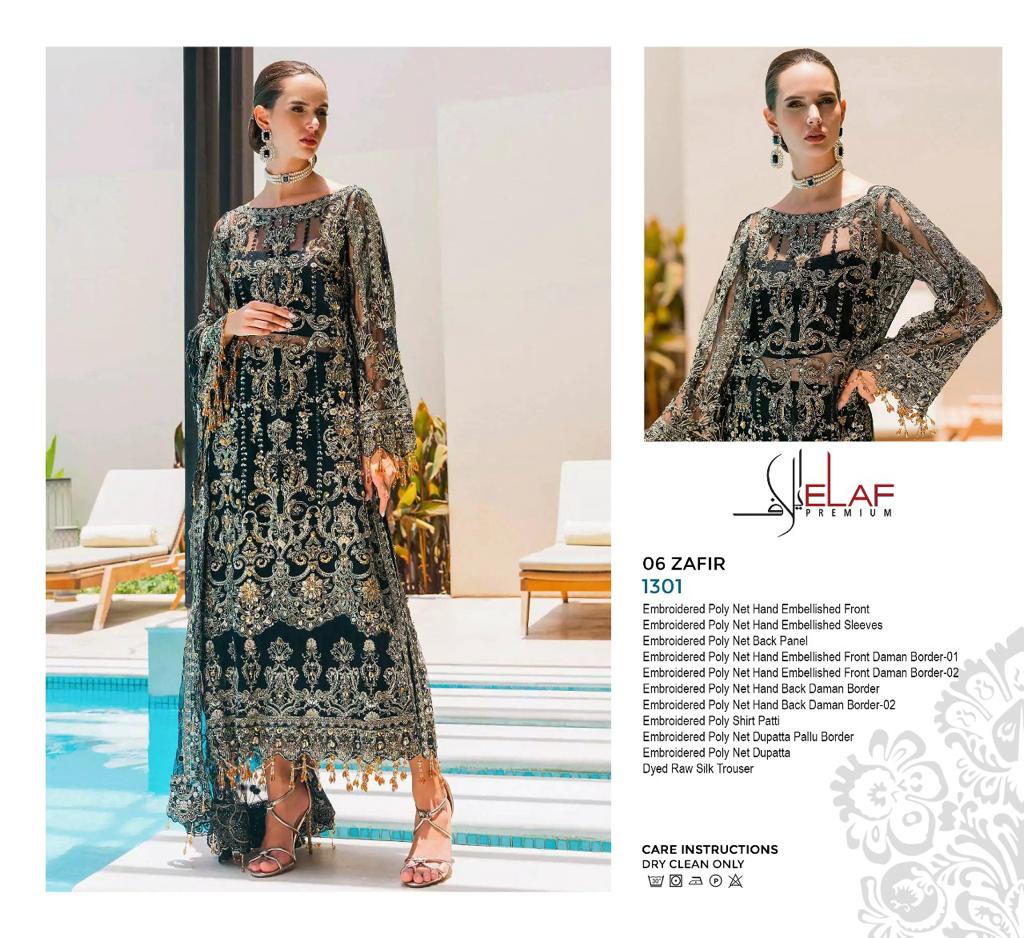 ایلاف
ELAF
PREMIUM
06 ZAFIR
1301
Embroidered Poly Net Hand Embellished Front
Embroidered Poly Net Hand Embellished Sleeves
Embroidered Poly Net Back Panel
Embroidered Poly Net Hand Embellished Front Daman Border-01
Embroidered Poly Net Hand Embellished Front Daman Border-02
Embroidered Poly Net Hand Back Daman Border
Embroidered Poly Net Hand Back Daman Border-02
Embroidered Poly Shirt Patti
Embroidered Poly Net Dupatta Pallu Border
Embroidered Poly Net Dupatta
Dyed Raw Silk Trouser
CARE INSTRUCTIONS
DRY CLEAN ONLY